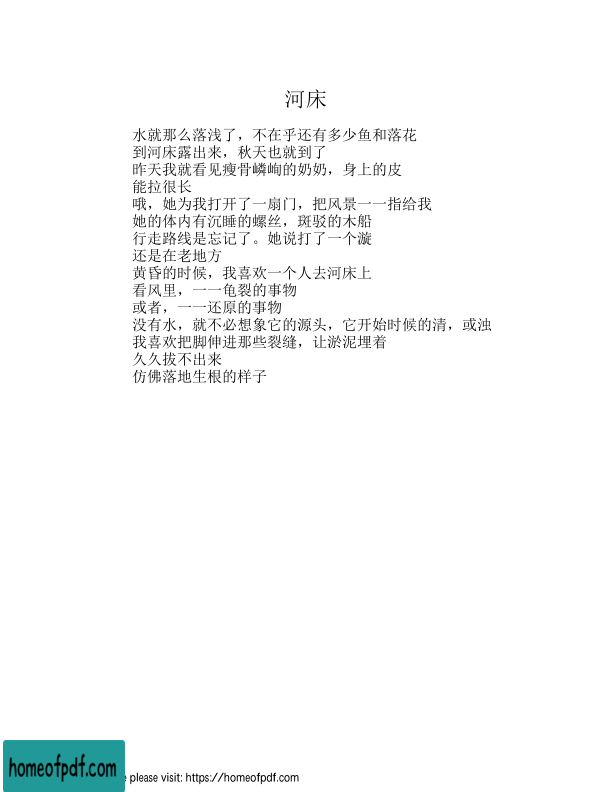 河床
水就那么落浅了，不在乎还有多少鱼和落花
到河床露出来，秋天也就到了
昨天我就看见瘦骨嶙峋的奶奶，身上的皮
能拉很长
哦，她为我打开了一扇门，把风景一一指给我
她的体内有沉睡的螺丝，斑驳的木船
行走路线是忘记了。她说打了一个漩
还是在老地方
黄昏的时候，我喜欢一个人去河床上
看风里，一一龟裂的事物
或者，一一还原的事物
没有水，就不必想象它的源头，它开始时候的清，或浊
我喜欢把脚伸进那些裂缝，让淤泥埋着
久久拔不出来
仿佛落地生根的样子
homeofpdf.com
please visit: https://homeofpdf.com